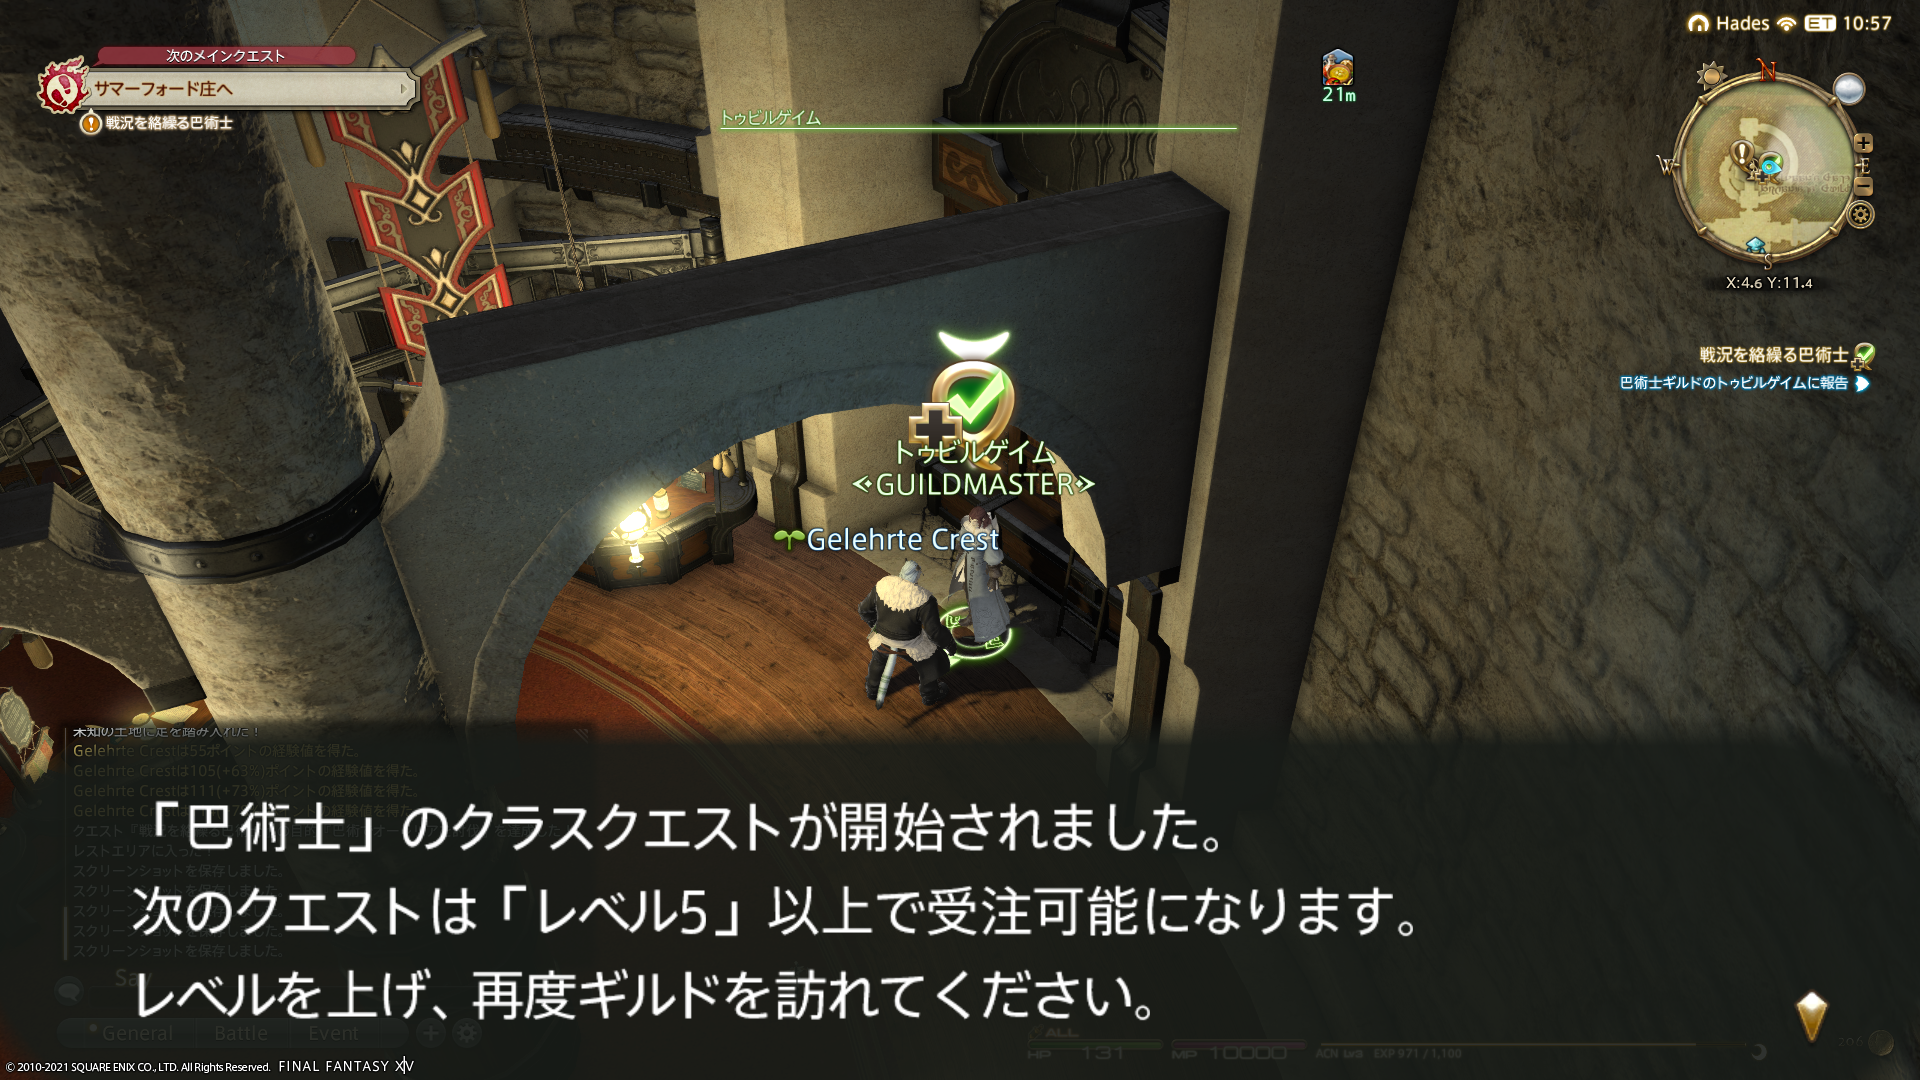 次のメインクエスト
サマーフォード庄へ
戦況を絡繰る巴術士
トゥビルゲイム
21m
Hades ET 10:57
N
W
E
S
X:4.6 Y:11.4
戦況を絡繰る巴術士
巴術士ギルドのトゥビルゲイムに報告
トゥビルゲイム
GUILDMASTER
Gelehrte Crest
未知の土地に足を踏み入れた!
Gelehrte Crestは55ポイントの経験値を得た。
Gelehrte Crestは105(+63%)ポイントの経験値を得た。
Gelehrte Crestは111(+73%)ポイントの経験値を得た。
スクリーンショットを保存しました。
スクリーンショットを保存しました。
「巴術士」のクラスクエストが開始されました。
次のクエストは「レベル5」以上で受注可能になります。
レベルを上げ、再度ギルドを訪れてください。
Say
General Battle Event
ALL
HP 131 MP 10000 EXP 971 / 1,100
© 2010-2021 SQUARE ENIX CO., LTD. All Rights Reserved. FINAL FANTASY XIV